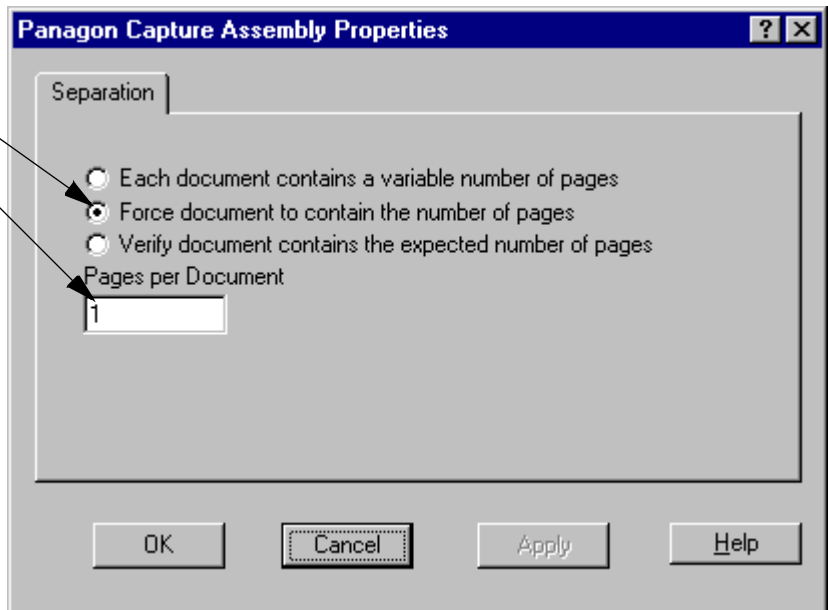 Panagon Capture Assembly Properties
Separation
Each document contains a variable number of pages
Force document to contain the number of pages
Verify document contains the expected number of pages
Pages per Document
1
OK Cancel Apply Help